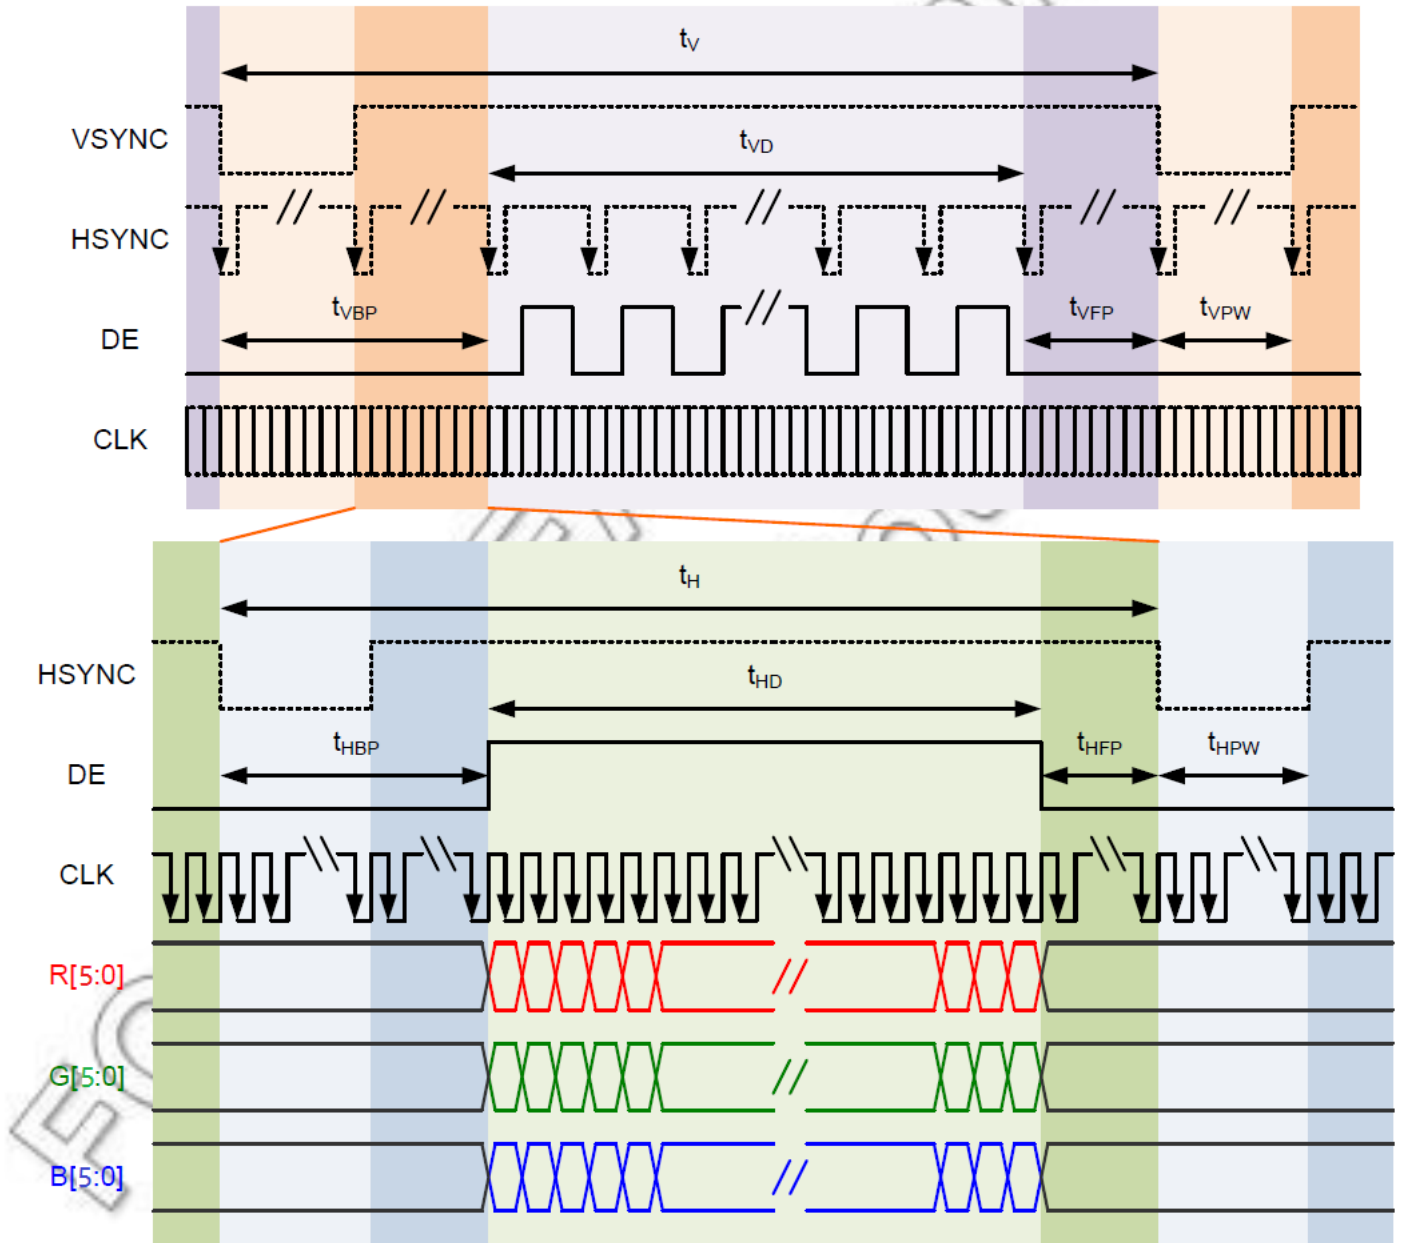 tV
VSYNC
tVD
HSYNC
tVBP
tVFP
tVPW
DE
CLK
tH
HSYNC
tHD
tHBP
tHFP
tHPW
DE
CLK
R[5:0]
G[5:0]
B[5:0]